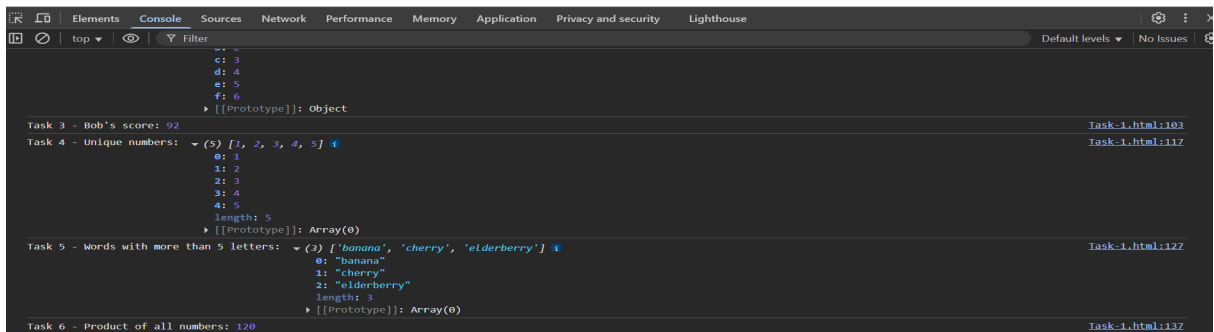 Elements Console Sources Network Performance Memory Application Privacy and security Lighthouse
top Filter Default levels No Issues
c: 3
d: 4
e: 5
f: 6
[[Prototype]]: Object
Task 3 - Bob's score: 92 Task-1.html:103
Task 4 - Unique numbers: (5) [1, 2, 3, 4, 5] i Task-1.html:117
0: 1
1: 2
2: 3
3: 4
4: 5
length: 5
[[Prototype]]: Array(0)
Task 5 - Words with more than 5 letters: (3) ['banana', 'cherry', 'elderberry'] i Task-1.html:127
0: "banana"
1: "cherry"
2: "elderberry"
length: 3
[[Prototype]]: Array(0)
Task 6 - Product of all numbers: 120 Task-1.html:137